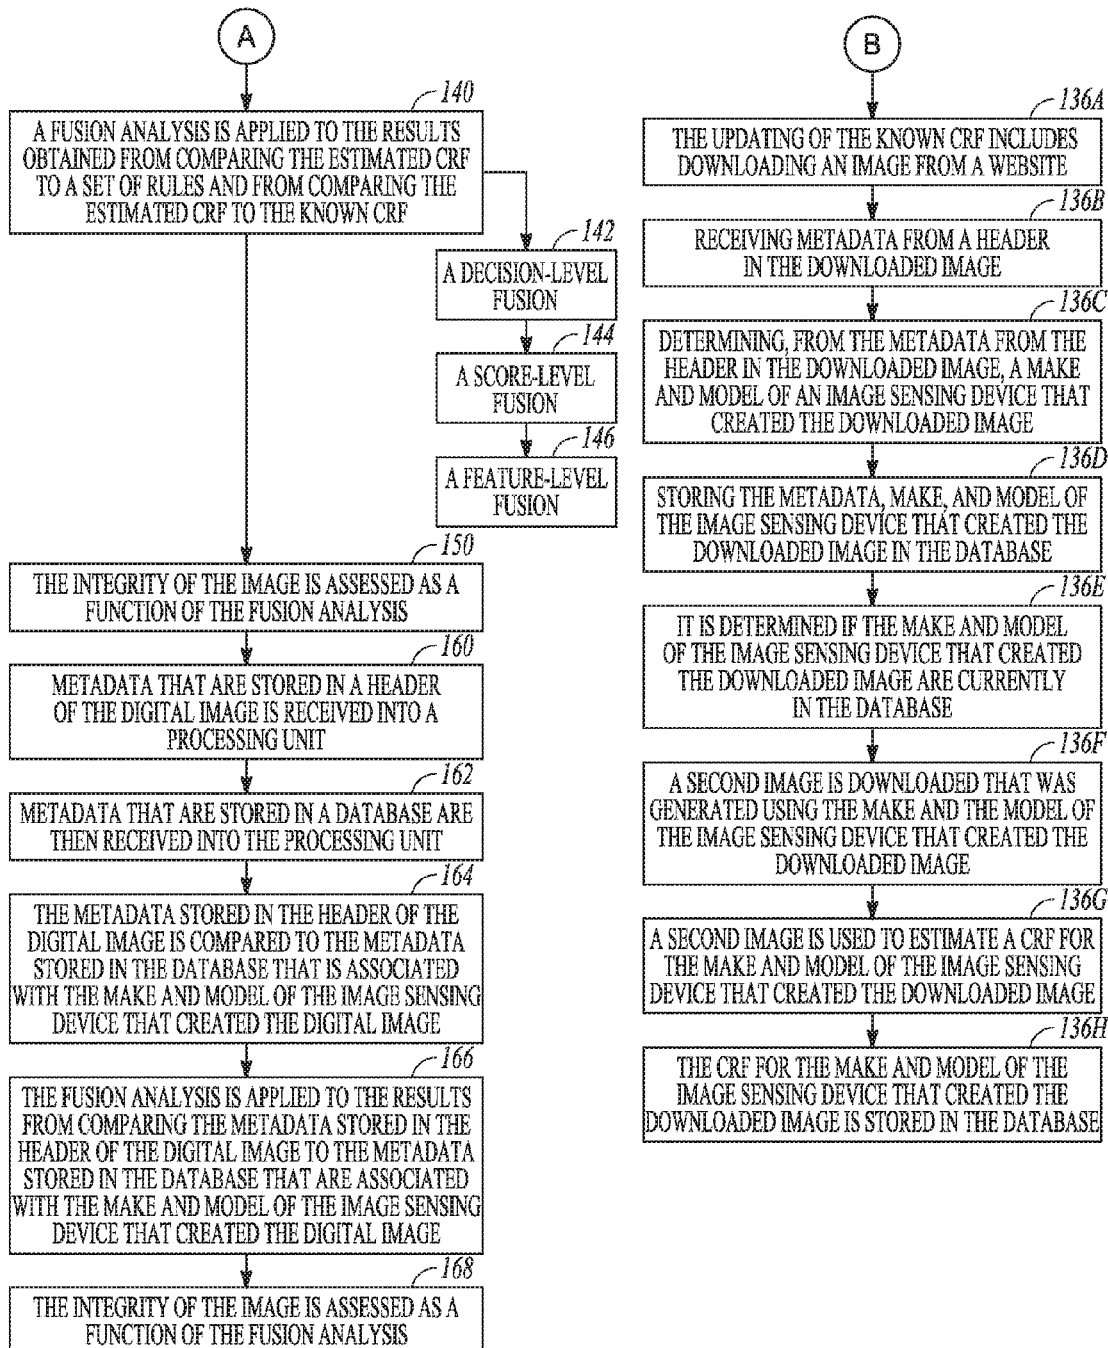 A
140
A FUSION ANALYSIS IS APPLIED TO THE RESULTS
OBTAINED FROM COMPARING THE ESTIMATED CRF
TO A SET OF RULES AND FROM COMPARING THE
ESTIMATED CRF TO THE KNOWN CRF
142
A DECISION-LEVEL
FUSION
144
A SCORE-LEVEL
FUSION
146
A FEATURE-LEVEL
FUSION
150
THE INTEGRITY OF THE IMAGE IS ASSESSED AS A
FUNCTION OF THE FUSION ANALYSIS
160
METADATA THAT ARE STORED IN A HEADER
OF THE DIGITAL IMAGE IS RECEIVED INTO A
PROCESSING UNIT
162
METADATA THAT ARE STORED IN A DATABASE ARE
THEN RECEIVED INTO THE PROCESSING UNIT
164
THE METADATA STORED IN THE HEADER OF THE
DIGITAL IMAGE IS COMPARED TO THE METADATA
STORED IN THE DATABASE THAT IS ASSOCIATED
WITH THE MAKE AND MODEL OF THE IMAGE SENSING
DEVICE THAT CREATED THE DIGITAL IMAGE
166
THE FUSION ANALYSIS IS APPLIED TO THE RESULTS
FROM COMPARING THE METADATA STORED IN THE
HEADER OF THE DIGITAL IMAGE TO THE METADATA
STORED IN THE DATABASE THAT ARE ASSOCIATED
WITH THE MAKE AND MODEL OF THE IMAGE SENSING
DEVICE THAT CREATED THE DIGITAL IMAGE
168
THE INTEGRITY OF THE IMAGE IS ASSESSED AS A
FUNCTION OF THE FUSION ANALYSIS
B
136A
THE UPDATING OF THE KNOWN CRF INCLUDES
DOWNLOADING AN IMAGE FROM A WEBSITE
136B
RECEIVING METADATA FROM A HEADER
IN THE DOWNLOADED IMAGE
136C
DETERMINING, FROM THE METADATA FROM THE
HEADER IN THE DOWNLOADED IMAGE, A MAKE
AND MODEL OF AN IMAGE SENSING DEVICE THAT
CREATED THE DOWNLOADED IMAGE
136D
STORING THE METADATA, MAKE, AND MODEL OF
THE IMAGE SENSING DEVICE THAT CREATED THE
DOWNLOADED IMAGE IN THE DATABASE
136E
IT IS DETERMINED IF THE MAKE AND MODEL
OF THE IMAGE SENSING DEVICE THAT CREATED
THE DOWNLOADED IMAGE ARE CURRENTLY
IN THE DATABASE
136F
A SECOND IMAGE IS DOWNLOADED THAT WAS
GENERATED USING THE MAKE AND THE MODEL OF
THE IMAGE SENSING DEVICE THAT CREATED THE
DOWNLOADED IMAGE
136G
A SECOND IMAGE IS USED TO ESTIMATE A CRF FOR
THE MAKE AND MODEL OF THE IMAGE SENSING
DEVICE THAT CREATED THE DOWNLOADED IMAGE
136H
THE CRF FOR THE MAKE AND MODEL OF THE
IMAGE SENSING DEVICE THAT CREATED THE
DOWNLOADED IMAGE IS STORED IN THE DATABASE